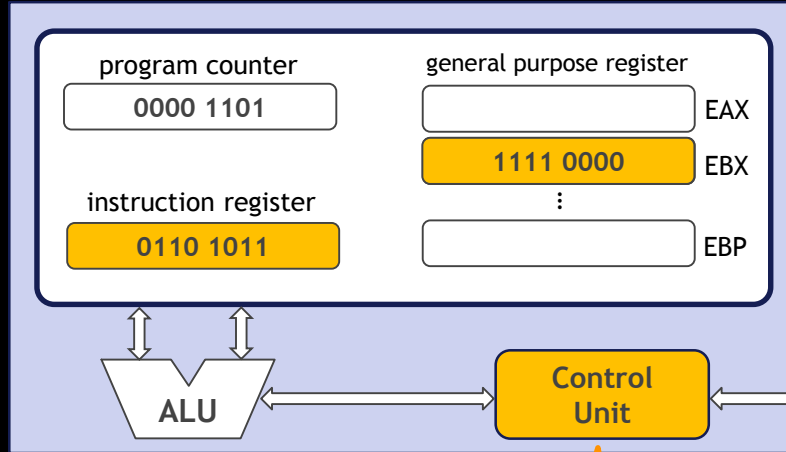 program counter
0000 1101
instruction register
0110 1011
general purpose register
EAX
1111 0000 EBX
⋮
EBP
ALU
Control
Unit